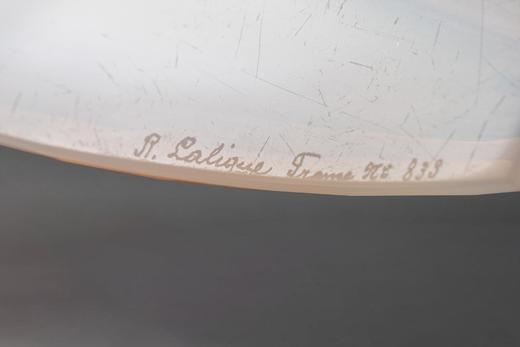 R. Lalique France Nº 833